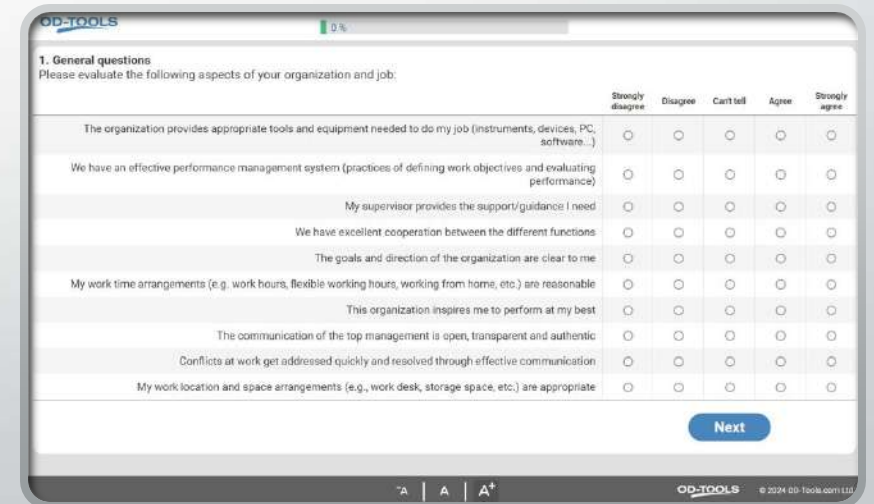 OD-TOOLS
0 %
1. General questions
Please evaluate the following aspects of your organization and job:
Strongly
disagree
Disagree
Can't tell
Agree
Strongly
agree
The organization provides appropriate tools and equipment needed to do my job (instruments, devices, PC,
software...)
We have an effective performance management system (practices of defining work objectives and evaluating
performance)
My supervisor provides the support/guidance I need
We have excellent cooperation between the different functions
The goals and direction of the organization are clear to me
My work time arrangements (e.g. work hours, flexible working hours, working from home, etc.) are reasonable
This organization inspires me to perform at my best
The communication of the top management is open, transparent and authentic
Conflicts at work get addressed quickly and resolved through effective communication
My work location and space arrangements (e.g., work desk, storage space, etc.) are appropriate
Next
-A | A | A+
OD-TOOLS © 2024 OD-Tools.com Ltd.